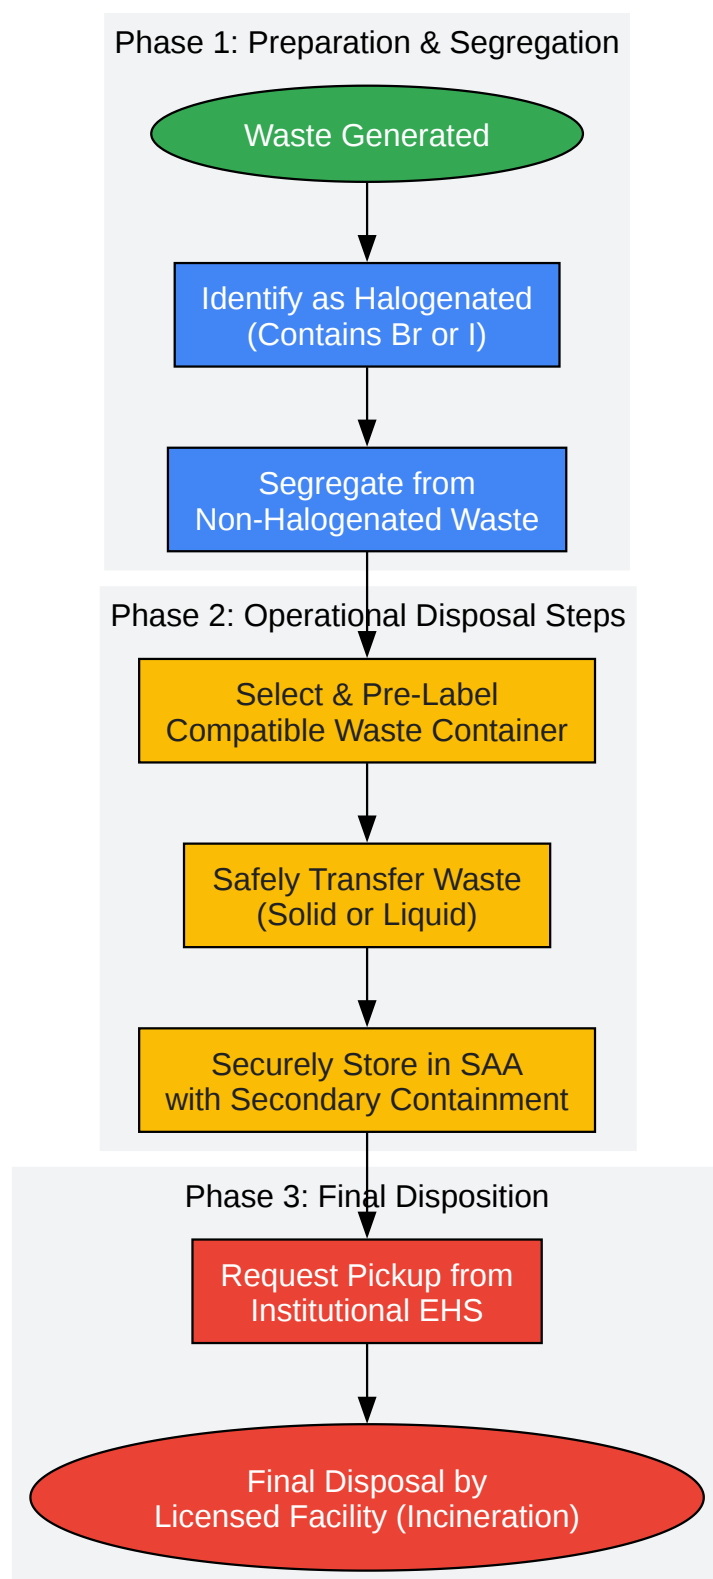 Phase 1: Preparation & Segregation
Waste Generated
Identify as Halogenated
(Contains Br or I)
Segregate from
Non-Halogenated Waste
Phase 2: Operational Disposal Steps
Select & Pre-Label
Compatible Waste Container
Safely Transfer Waste
(Solid or Liquid)
Securely Store in SAA
with Secondary Containment
Phase 3: Final Disposition
Request Pickup from
Institutional EHS
Final Disposal by
Licensed Facility (Incineration)